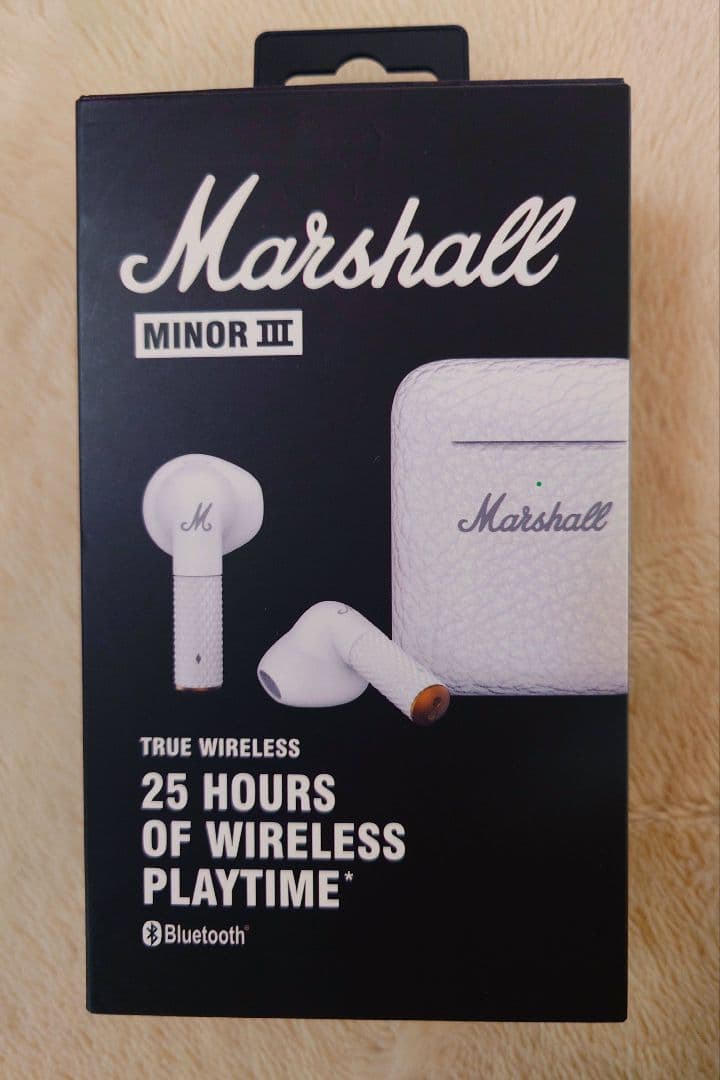 Marshall
MINOR III
M
Marshall
TRUE WIRELESS
25 HOURS
OF WIRELESS
PLAYTIME*
Bluetooth®